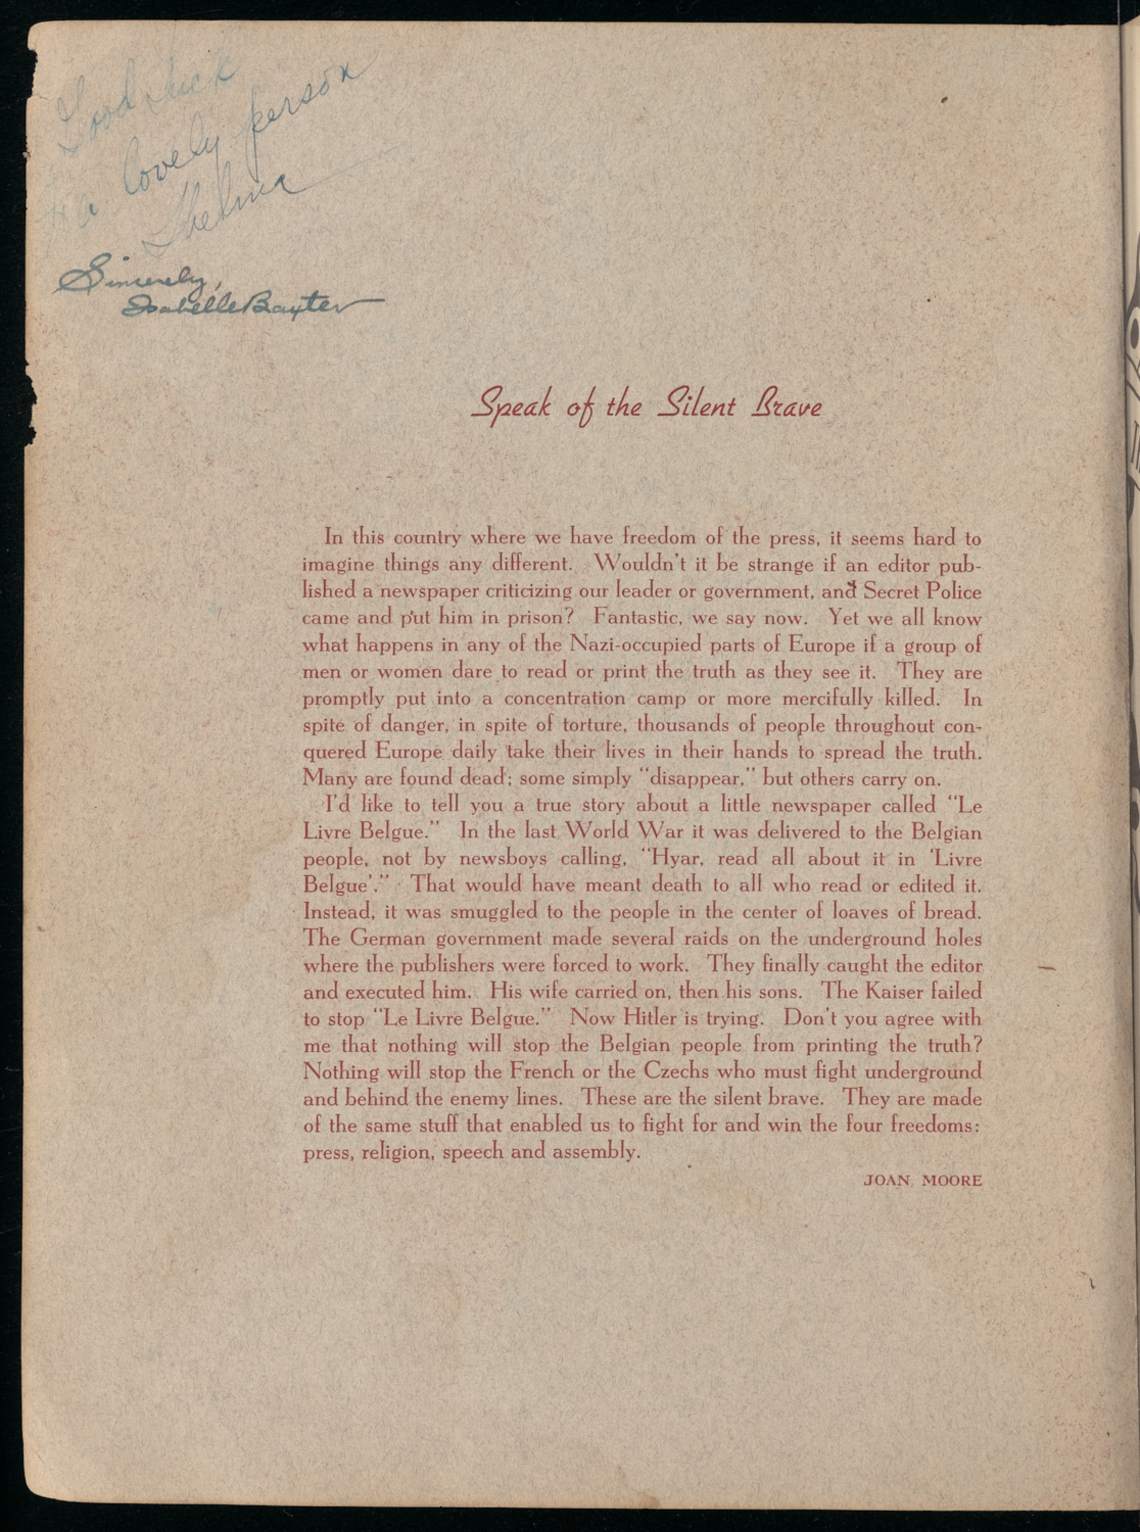 Good Luck
to a lovely person
Thelma
Sincerely,
Isabelle Baxter
Speak of the Silent Brave
In this country where we have freedom of the press, it seems hard to
imagine things any different. Wouldn't it be strange if an editor pub-
lished a newspaper criticizing our leader or government, and Secret Police
came and put him in prison? Fantastic, we say now. Yet we all know
what happens in any of the Nazi-occupied parts of Europe if a group of
men or women dare to read or print the truth as they see it. They are
promptly put into a concentration camp or more mercifully killed. In
spite of danger, in spite of torture, thousands of people throughout con-
quered Europe daily take their lives in their hands to spread the truth.
Many are found dead; some simply "disappear," but others carry on.
I'd like to tell you a true story about a little newspaper called "Le
Livre Belgue." In the last World War it was delivered to the Belgian
people, not by newsboys calling, "Hyar, read all about it in 'Livre
Belgue'." That would have meant death to all who read or edited it.
Instead, it was smuggled to the people in the center of loaves of bread.
The German government made several raids on the underground holes
where the publishers were forced to work. They finally caught the editor
and executed him. His wife carried on, then his sons. The Kaiser failed
to stop "Le Livre Belgue." Now Hitler is trying. Don't you agree with
me that nothing will stop the Belgian people from printing the truth?
Nothing will stop the French or the Czechs who must fight underground
and behind the enemy lines. These are the silent brave. They are made
of the same stuff that enabled us to fight for and win the four freedoms:
press, religion, speech and assembly.
JOAN MOORE